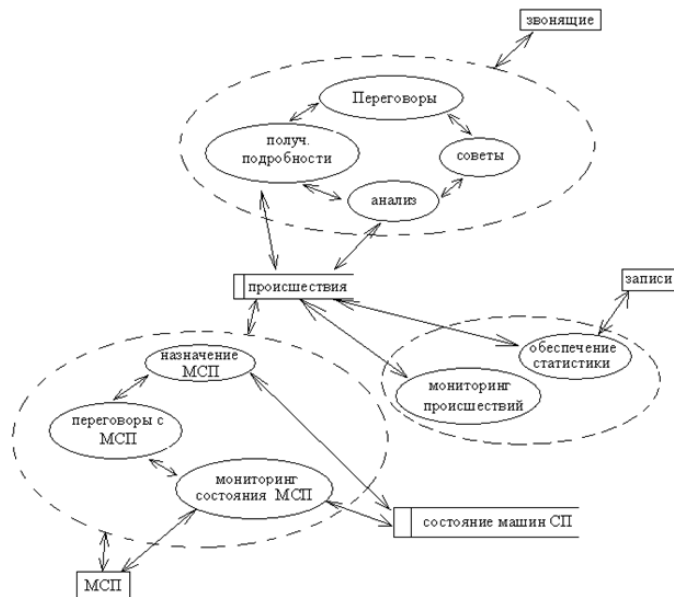 звонящие
Переговоры
получ.
подробности
советы
анализ
происшествия
записи
назначение
МСП
обеспечение
статистики
мониторинг
происшествий
переговоры с
МСП
мониторинг
состояния МСП
состояние машин СП
МСП